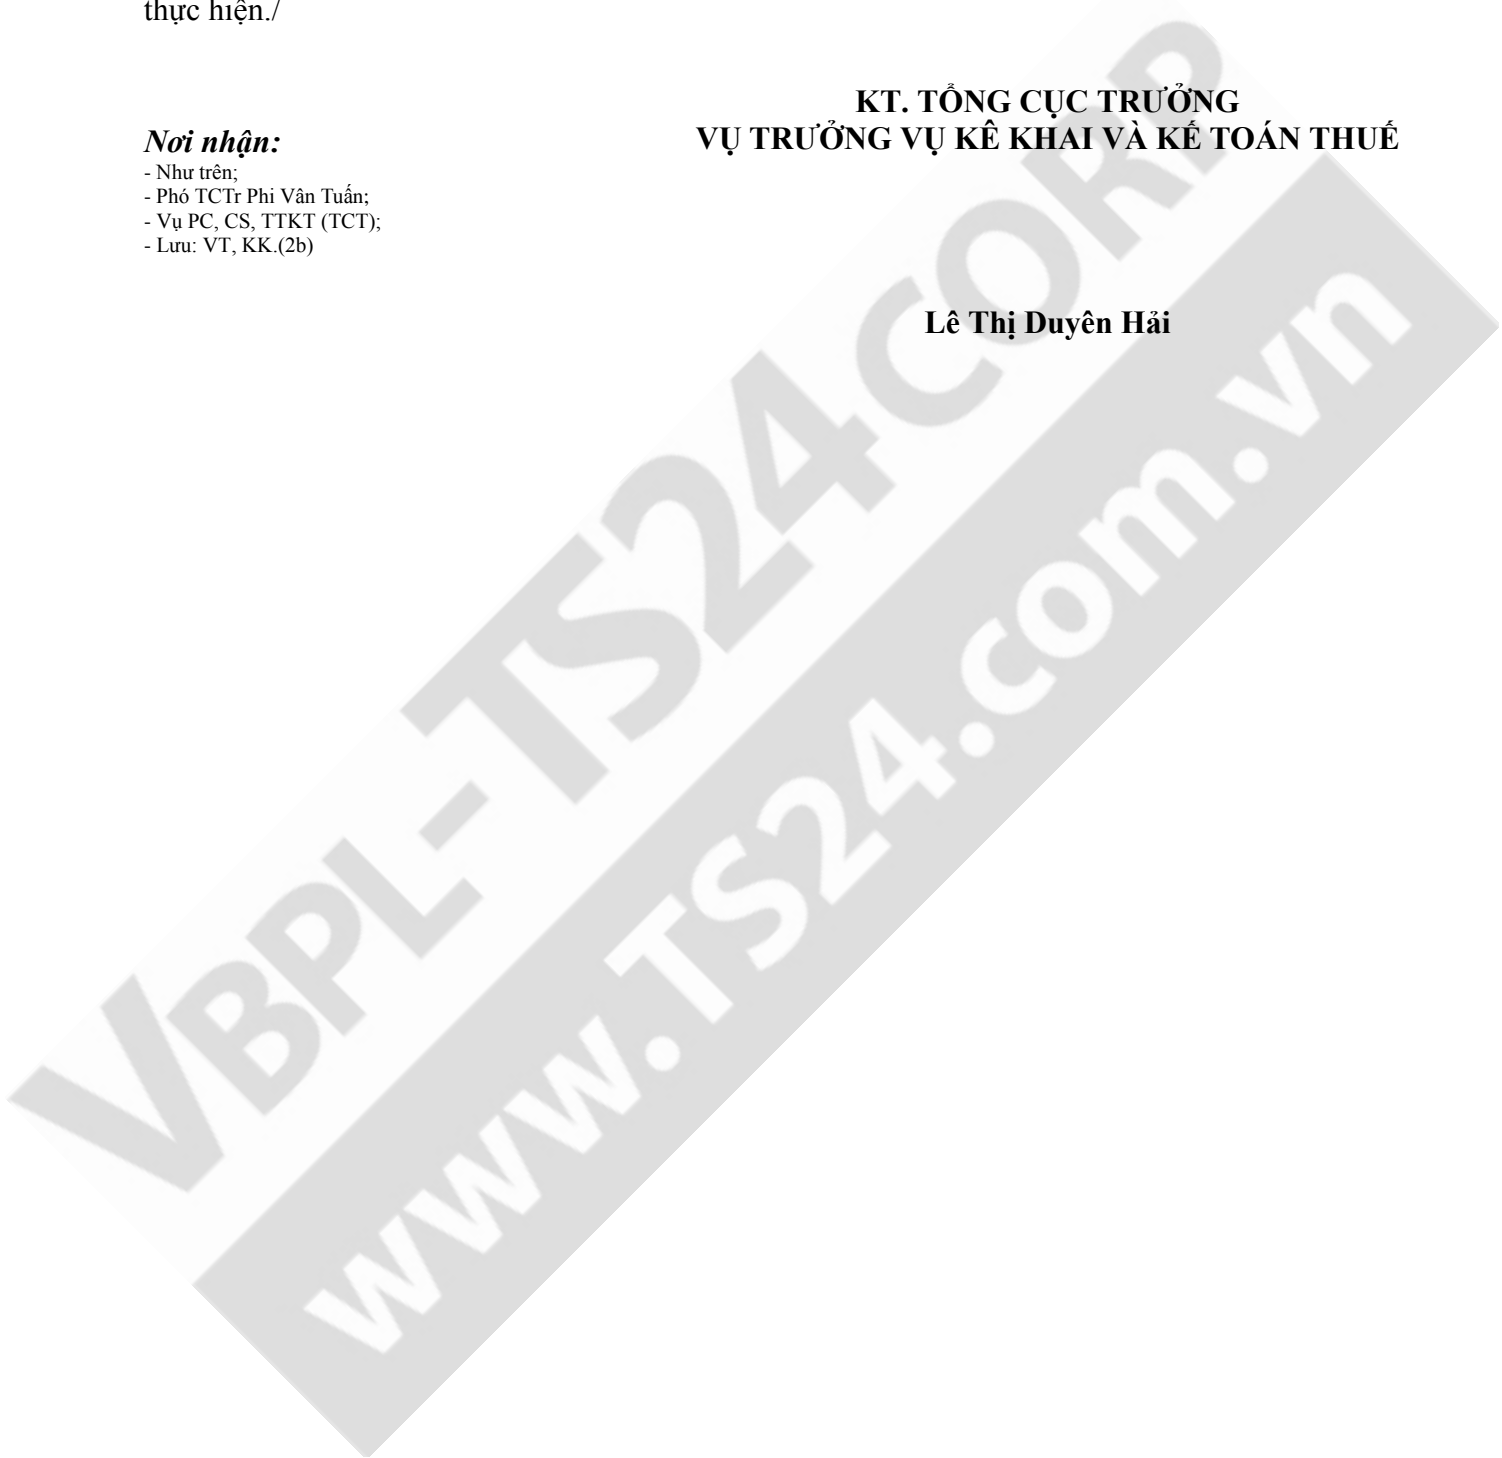 thực hiện./
KT. TỔNG CỤC TRƯỞNG
VỤ TRƯỞNG VỤ KÊ KHAI VÀ KẾ TOÁN THUẾ
Nơi nhận:
- Như trên;
- Phó TCTr Phi Vân Tuấn;
- Vụ PC, CS, TTKT (TCT);
- Lưu: VT, KK.(2b)
Lê Thị Duyên Hải
VBPL-TS24CORP
www.TS24.com.vn